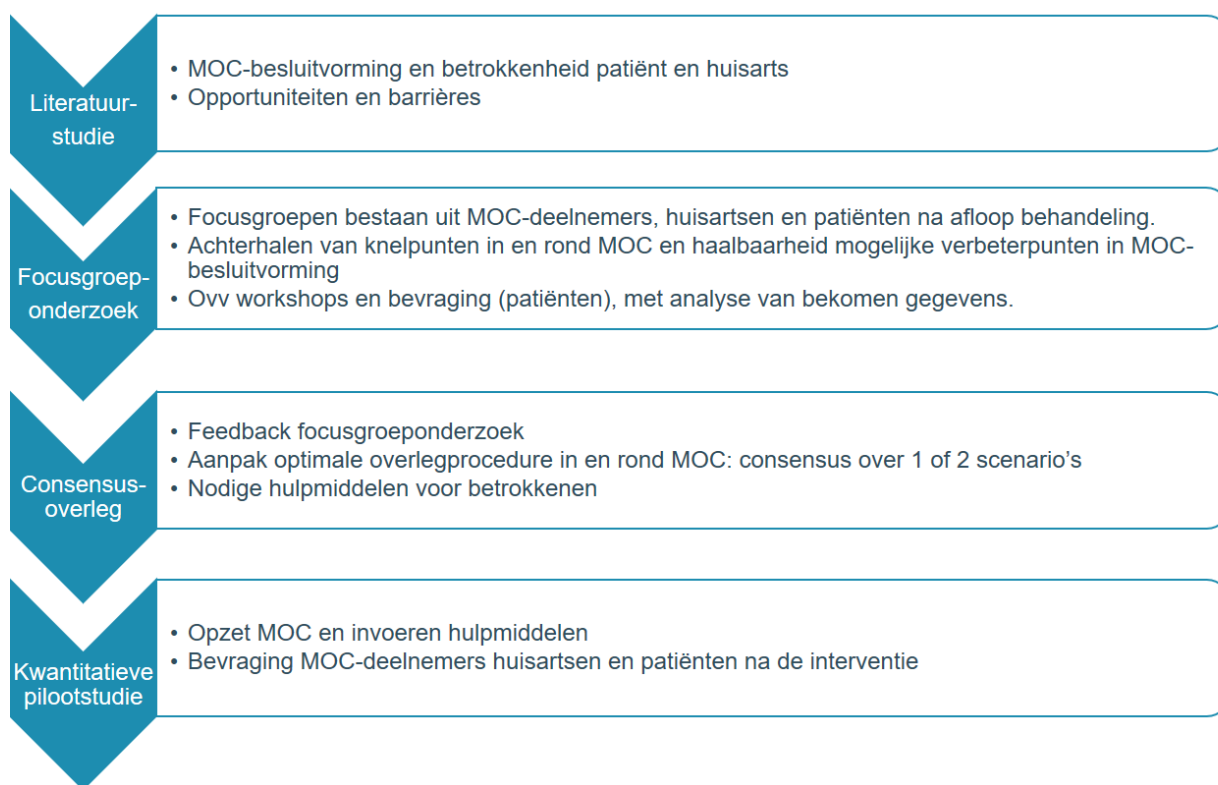 Literatuur-
studie
• MOC-besluitvorming en betrokkenheid patiënt en huisarts
• Opportuniteiten en barrières
Focusgroep-
onderzoek
• Focusgroepen bestaan uit MOC-deelnemers, huisartsen en patiënten na afloop behandeling.
• Achterhalen van knelpunten in en rond MOC en haalbaarheid mogelijke verbeterpunten in MOC-
besluitvorming
• Ovv workshops en bevraging (patiënten), met analyse van bekomen gegevens.
Consensus-
overleg
• Feedback focusgroeponderzoek
• Aanpak optimale overlegprocedure in en rond MOC: consensus over 1 of 2 scenario's
• Nodige hulpmiddelen voor betrokkenen
Kwantitatieve
pilootstudie
• Opzet MOC en invoeren hulpmiddelen
• Bevraging MOC-deelnemers huisartsen en patiënten na de interventie